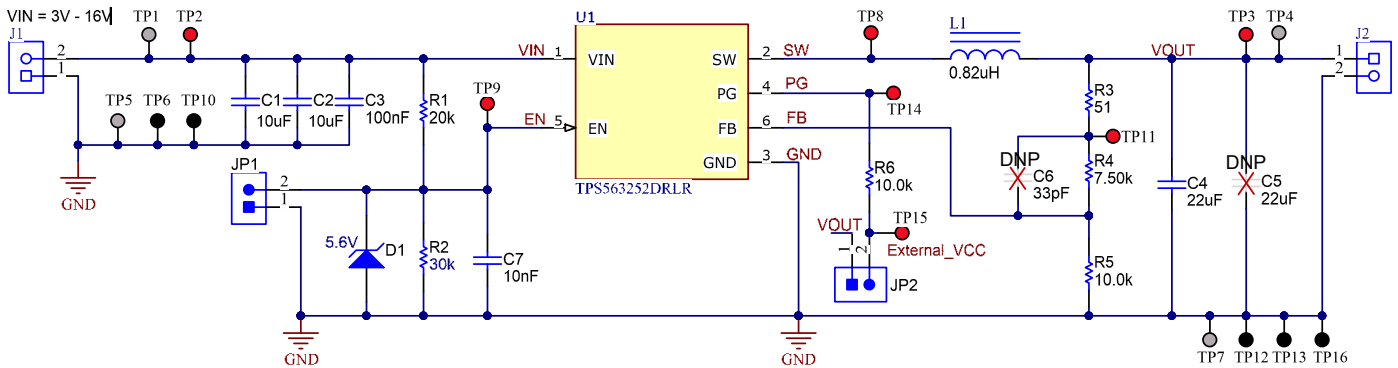 VIN = 3V - 16V
TP1
TP2
U1
TP8
L1
TP3
TP4
J1
J2
2
1
VIN
1
VIN
SW
2
SW
0.82uH
VOUT
1
2
TP9
PG
4
PG
TP14
R3
51
TP5
TP6
TP10
C1
10uF
C2
10uF
C3
100nF
R1
20k
EN
5
EN
FB
6
FB
TP11
GND
3
GND
DNP
C6
33pF
R4
7.50k
DNP
C4
22uF
C5
22uF
GND
JP1
2
1
TPS563252DRLR
R6
10.0k
VOUT
TP15
External_VCC
1
2
JP2
5.6V
D1
R2
30k
C7
10nF
R5
10.0k
GND
GND
TP7
TP12
TP13
TP16